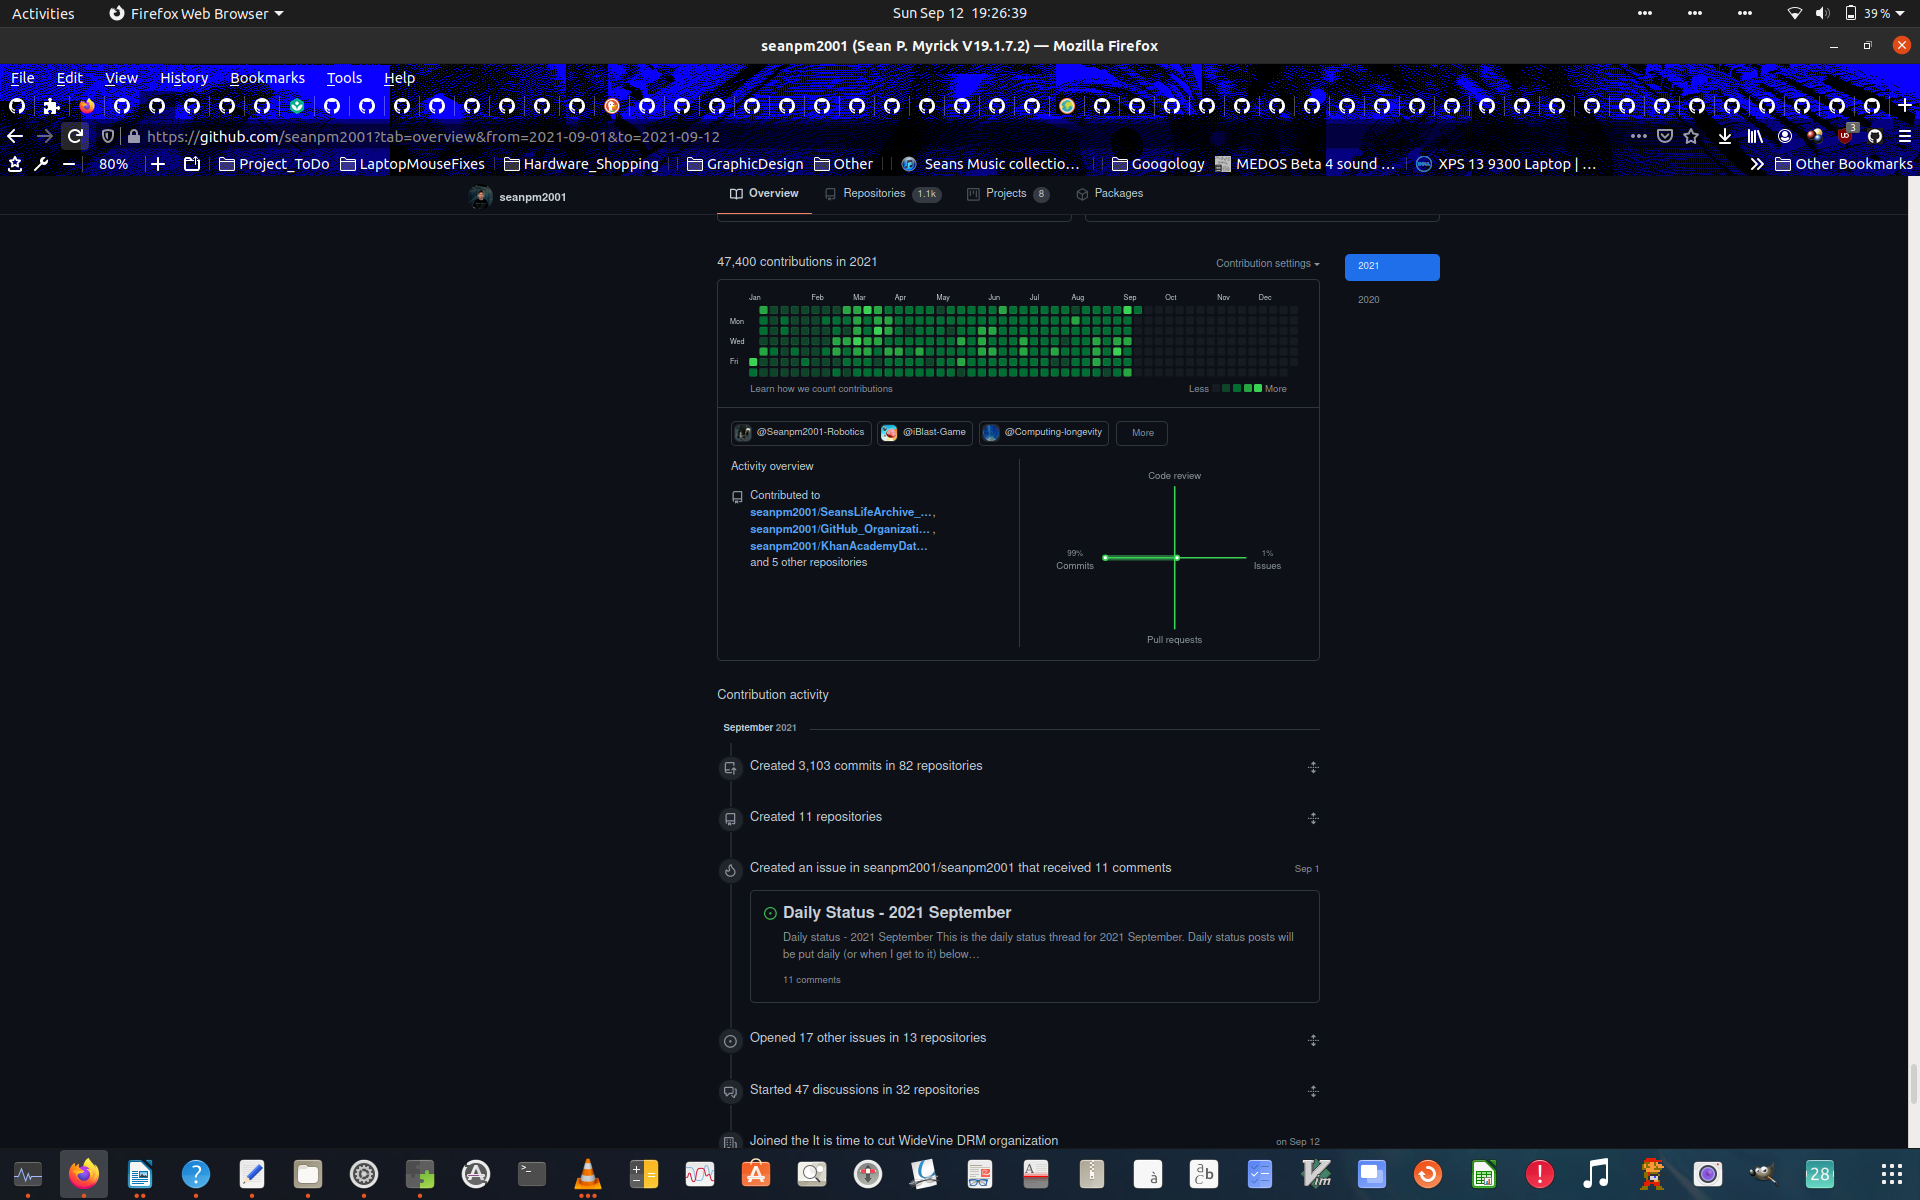 Activities
Firefox Web Browser
Sun Sep 12 19:26:39
39 %
seanpm2001 (Sean P. Myrick V19.1.7.2) — Mozilla Firefox
File Edit View History Bookmarks Tools Help
https://github.com/seanpm2001?tab=overview&from=2021-09-01&to=2021-09-12
3
80%
Project_ToDo
LaptopMouseFixes
Hardware_Shopping
GraphicDesign
Other
Seans Music collectio…
Googology
MEDOS Beta 4 sound …
XPS 13 9300 Laptop | …
Other Bookmarks
seanpm2001
Overview
Repositories 1.1k
Projects 8
Packages
47,400 contributions in 2021
Contribution settings
2021
2020
Jan Feb Mar Apr May Jun Jul Aug Sep Oct Nov Dec
Mon
Wed
Fri
Learn how we count contributions
Less More
@Seanpm2001-Robotics
@iBlast-Game
@Computing-longevity
More
Activity overview
Contributed to
seanpm2001/SeansLifeArchive_…,
seanpm2001/GitHub_Organizati… ,
seanpm2001/KhanAcademyDat…
and 5 other repositories
Code review
99%
Commits
1%
Issues
Pull requests
Contribution activity
September 2021
Created 3,103 commits in 82 repositories
Created 11 repositories
Created an issue in seanpm2001/seanpm2001 that received 11 comments
Sep 1
Daily Status - 2021 September
Daily status - 2021 September This is the daily status thread for 2021 September. Daily status posts will
be put daily (or when I get to it) below…
11 comments
Opened 17 other issues in 13 repositories
Started 47 discussions in 32 repositories
Joined the It is time to cut WideVine DRM organization
on Sep 12
28